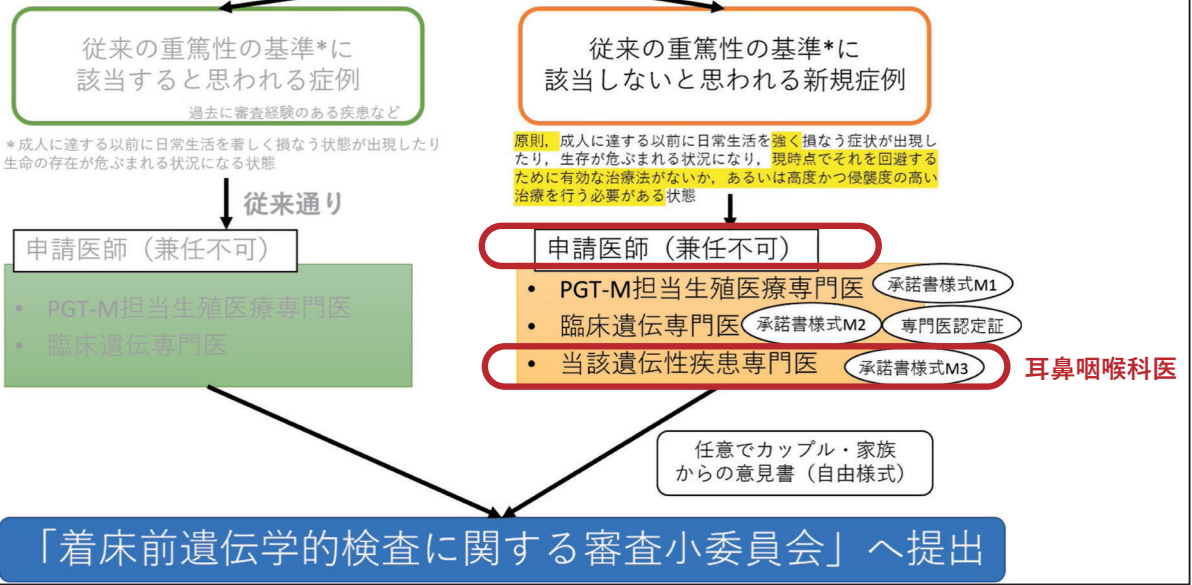 従来の重篤性の基準*に
該当すると思われる症例
過去に審査経験のある疾患など
*成人に達する以前に日常生活を著しく損なう状態が出現したり
生命の存在が危ぶまれる状況になる状態
従来通り
申請医師（兼任不可）
• PGT-M担当生殖医療専門医
• 臨床遺伝専門医
従来の重篤性の基準*に
該当しないと思われる新規症例
原則，成人に達する以前に日常生活を強く損なう症状が出現し
たり，生存が危ぶまれる状況になり，現時点でそれを回避する
ために有効な治療法がないか，あるいは高度かつ侵襲度の高い
治療を行う必要がある状態
申請医師（兼任不可）
• PGT-M担当生殖医療専門医 承諾書様式M1
• 臨床遺伝専門医 承諾書様式M2 専門医認定証
• 当該遺伝性疾患専門医 承諾書様式M3 耳鼻咽喉科医
任意でカップル・家族
からの意見書（自由様式）
「着床前遺伝学的検査に関する審査小委員会」へ提出